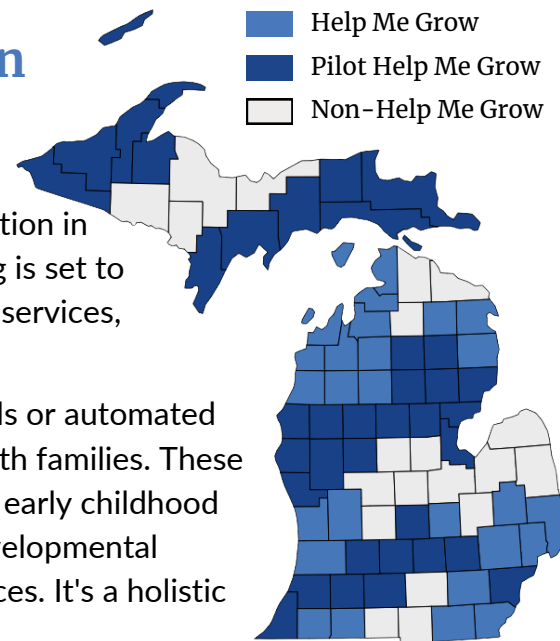 n
Help Me Grow
Pilot Help Me Grow
Non-Help Me Grow
tion in
g is set to
services,
ls or automated
th families. These
early childhood
velopmental
ces. It's a holistic